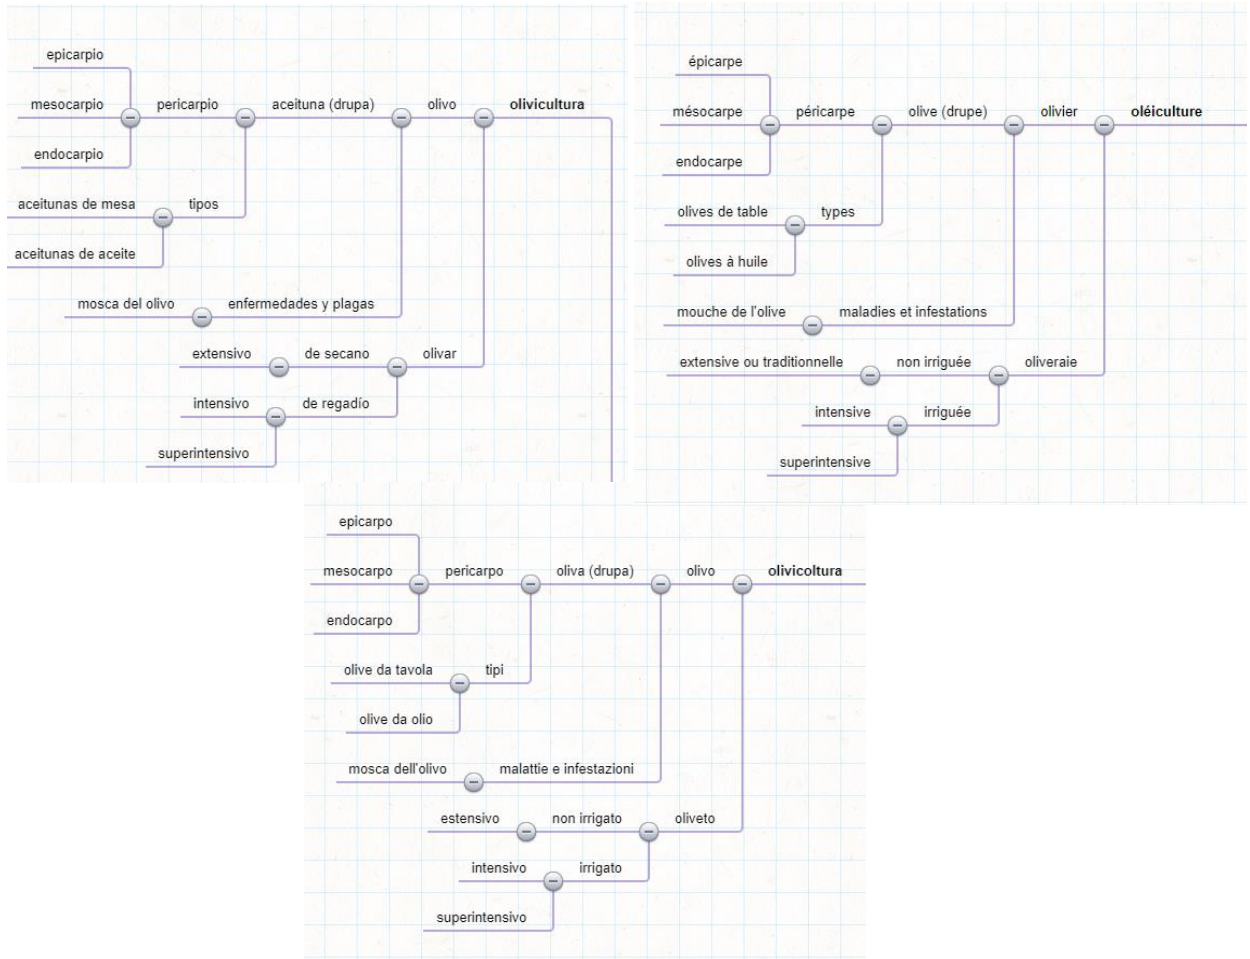 epicarpio
mesocarpio pericarpio aceituna (drupa) olivo olivicultura
endocarpio
aceitunas de mesa tipos
aceitunas de aceite
mosca del olivo enfermedades y plagas
extensivo de secano olivar
intensivo de regadío
superintensivo
épicarpe
mésocarpe péricarpe olive (drupe) olivier oléiculture
endocarpe
olives de table types
olives à huile
mouche de l'olive maladies et infestations
extensive ou traditionnelle non irriguée oliveraie
intensive irriguée
superintensive
epicarpo
mesocarpo pericarpo oliva (drupa) olivo olivicoltura
endocarpo
olive da tavola tipi
olive da olio
mosca dell'olivo malattie e infestazioni
estensivo non irrigato oliveto
intensivo irrigato
superintensivo